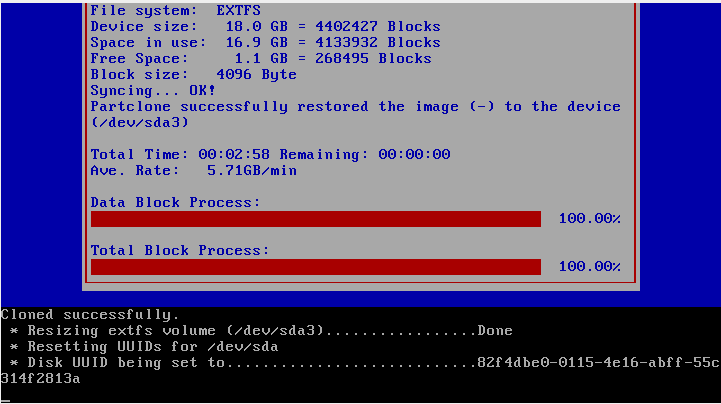 File system:  EXTFS
Device size:   18.0 GB = 4402427 Blocks
Space in use:  16.9 GB = 4133932 Blocks
Free Space:     1.1 GB = 268495 Blocks
Block size:   4096 Byte
Syncing... OK!
Partclone successfully restored the image (-) to the device
(/dev/sda3)
Total Time: 00:02:58 Remaining: 00:00:00
Ave. Rate:   5.71GB/min
Data Block Process:
100.00%
Total Block Process:
100.00%
Cloned successfully.
 * Resizing extfs volume (/dev/sda3).................Done
 * Resetting UUIDs for /dev/sda
 * Disk UUID being set to............................82f4dbe0-0115-4e16-abff-55c
314f2813a